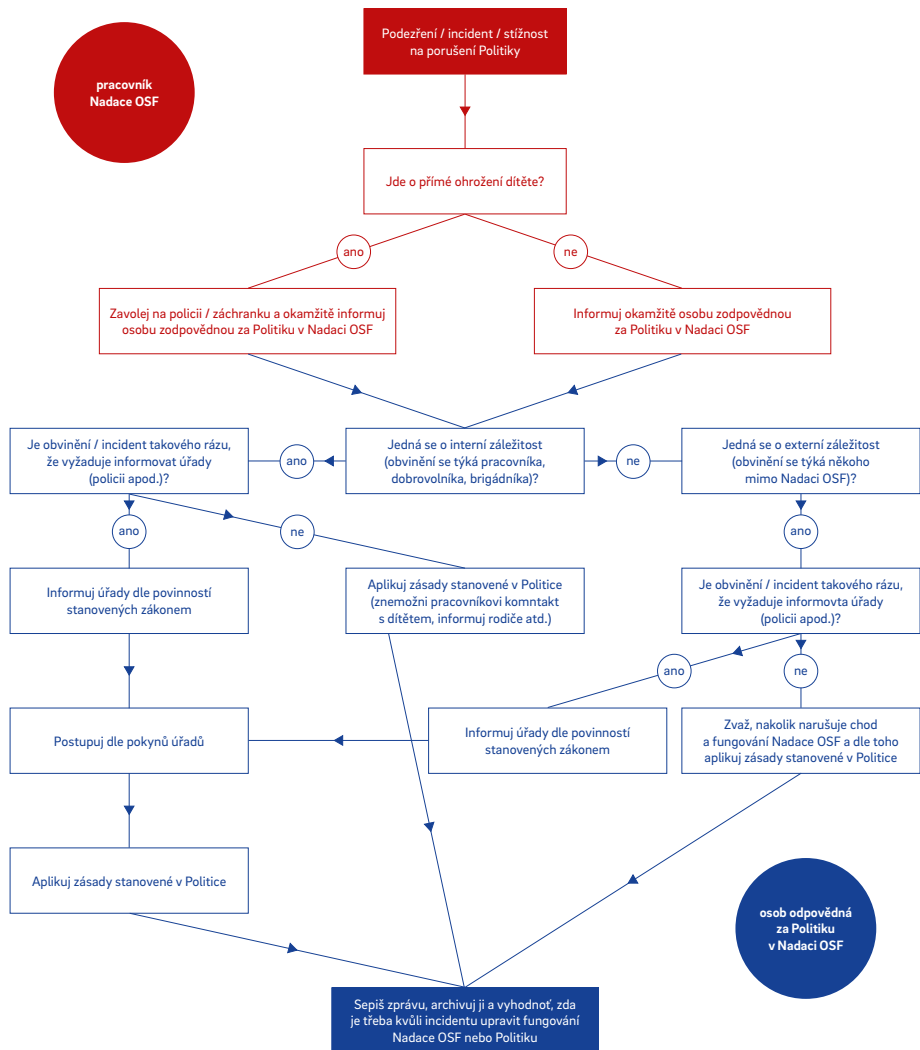 pracovník
Nadace OSF
Podezření / incident / stížnost
na porušení Politiky
Jde o přímé ohrožení dítěte?
ano
ne
Zavolej na policii / záchranku a okamžitě informuj
osobu zodpovědnou za Politiku v Nadaci OSF
Informuj okamžitě osobu zodpovědnou
za Politiku v Nadaci OSF
Je obvinění / incident takového rázu,
že vyžaduje informovat úřady
(policii apod.)?
ano
Jedná se o interní záležitost
(obvinění se týká pracovníka,
dobrovolníka, brigádníka)?
ne
Jedná se o externí záležitost
(obvinění se týká někoho
mimo Nadaci OSF)?
ano
ne
ano
Informuj úřady dle povinností
stanovených zákonem
Aplikuj zásady stanovené v Politice
(znemožni pracovníkovi komntakt
s dítětem, informuj rodiče atd.)
Je obvinění / incident takového rázu,
že vyžaduje informovta úřady
(policii apod.)?
ano
ne
Postupuj dle pokynů úřadů
Informuj úřady dle povinností
stanovených zákonem
Zvaž, nakolik narušuje chod
a fungování Nadace OSF a dle toho
aplikuj zásady stanovené v Politice
Aplikuj zásady stanovené v Politice
osob odpovědná
za Politiku
v Nadaci OSF
Sepiš zprávu, archivuj ji a vyhodnoť, zda
je třeba kvůli incidentu upravit fungování
Nadace OSF nebo Politiku